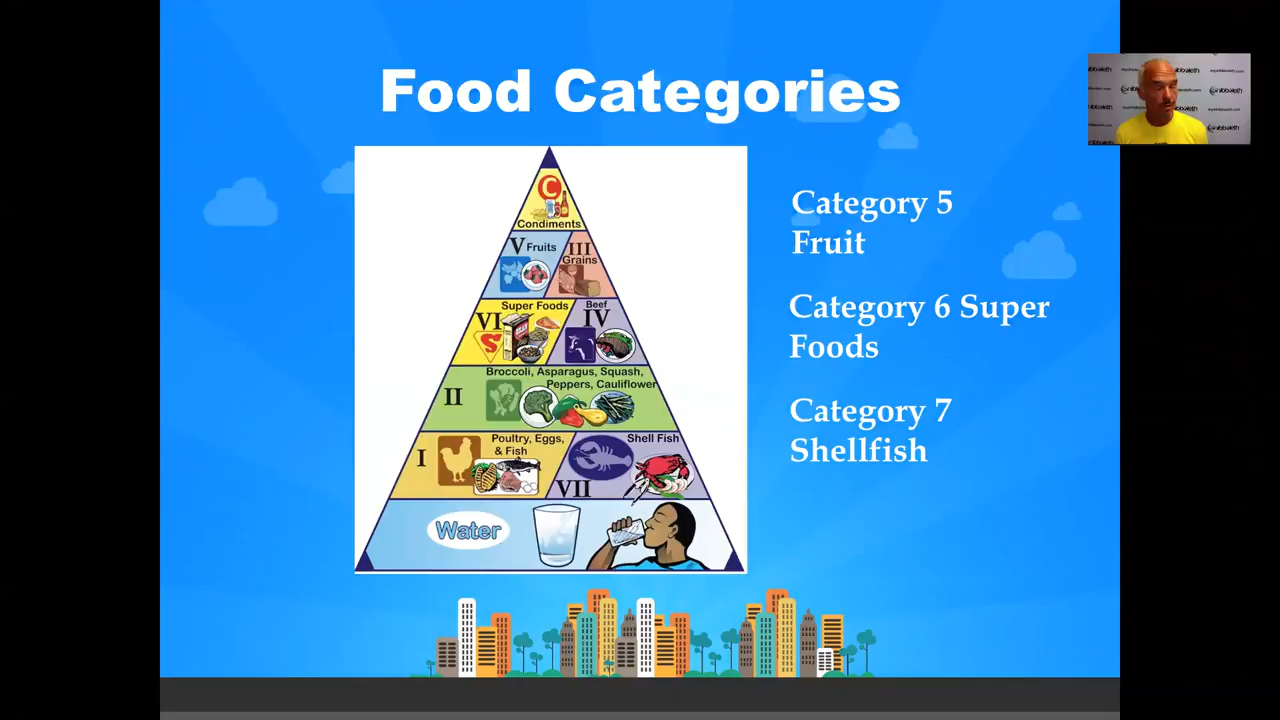 Food Categories
C
Condiments
V Fruits
III
Grains
Super Foods
VI
S
Beef
IV
Broccoli, Asparagus, Squash,
Peppers, Cauliflower
II
Poultry, Eggs,
& Fish
I
Shell Fish
VII
Water
Category 5
Fruit
Category 6 Super
Foods
Category 7
Shellfish